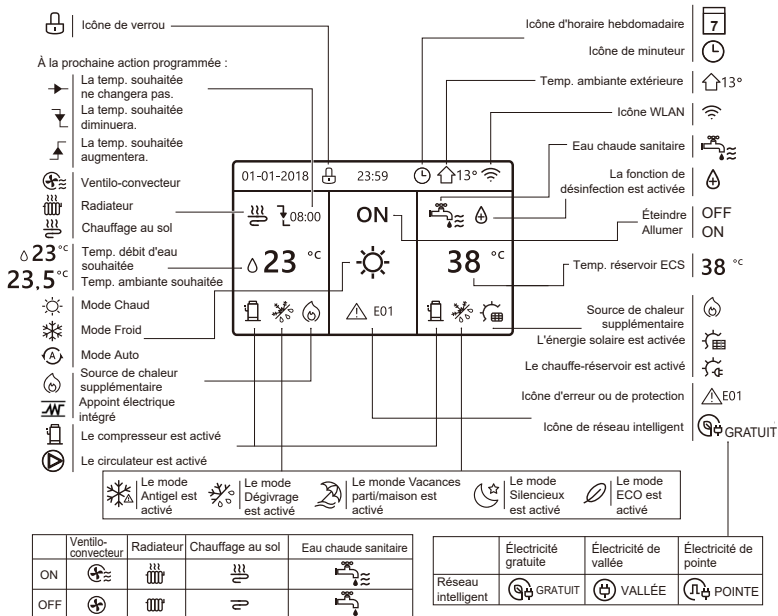 Icône de verrou
À la prochaine action programmée :
La temp. souhaitée
ne changera pas.
La temp. souhaitée
diminuera.
La temp. souhaitée
augmentera.
Ventilo-convecteur
Radiateur
Chauffage au sol
23 °C
Temp. débit d'eau
souhaitée
23.5 °C
Temp. ambiante souhaitée
Mode Chaud
Mode Froid
A
Mode Auto
Source de chaleur
supplémentaire
Appoint électrique
intégré
Le compresseur est activé
Le circulateur est activé
01-01-2018
23:59
13°
08:00
ON
23 °C
38 °C
E01
Icône d'horaire hebdomadaire
7
Icône de minuteur
Temp. ambiante extérieure
13°
Icône WLAN
Eau chaude sanitaire
La fonction de
désinfection est activée
Éteindre OFF
Allumer ON
Temp. réservoir ECS
38 °C
Source de chaleur
supplémentaire
L'énergie solaire est activée
Le chauffe-réservoir est activé
Icône d'erreur ou de protection
E01
Icône de réseau intelligent
GRATUIT
Le mode
Antigel est
activé
Le mode
Dégivrage
est activé
Le monde Vacances
parti/maison est
activé
Le mode
Silencieux
est activé
Le mode
ECO est
activé
Ventilo-
convecteur
Radiateur
Chauffage au sol
Eau chaude sanitaire
ON
OFF
Électricité
gratuite
Électricité de
vallée
Électricité de
pointe
Réseau
intelligent
GRATUIT
VALLÉE
POINTE